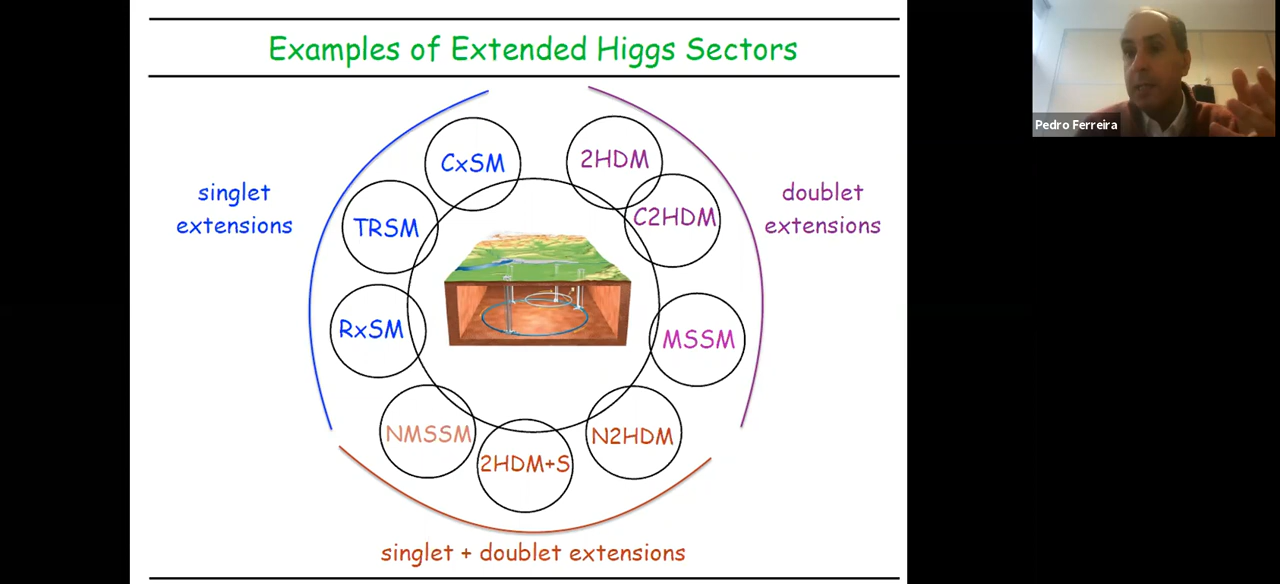 Examples of Extended Higgs Sectors
Pedro Ferreira
singlet
extensions
CxSM
TRSM
RxSM
2HDM
C2HDM
MSSM
doublet
extensions
NMSSM
2HDM+S
N2HDM
singlet + doublet extensions